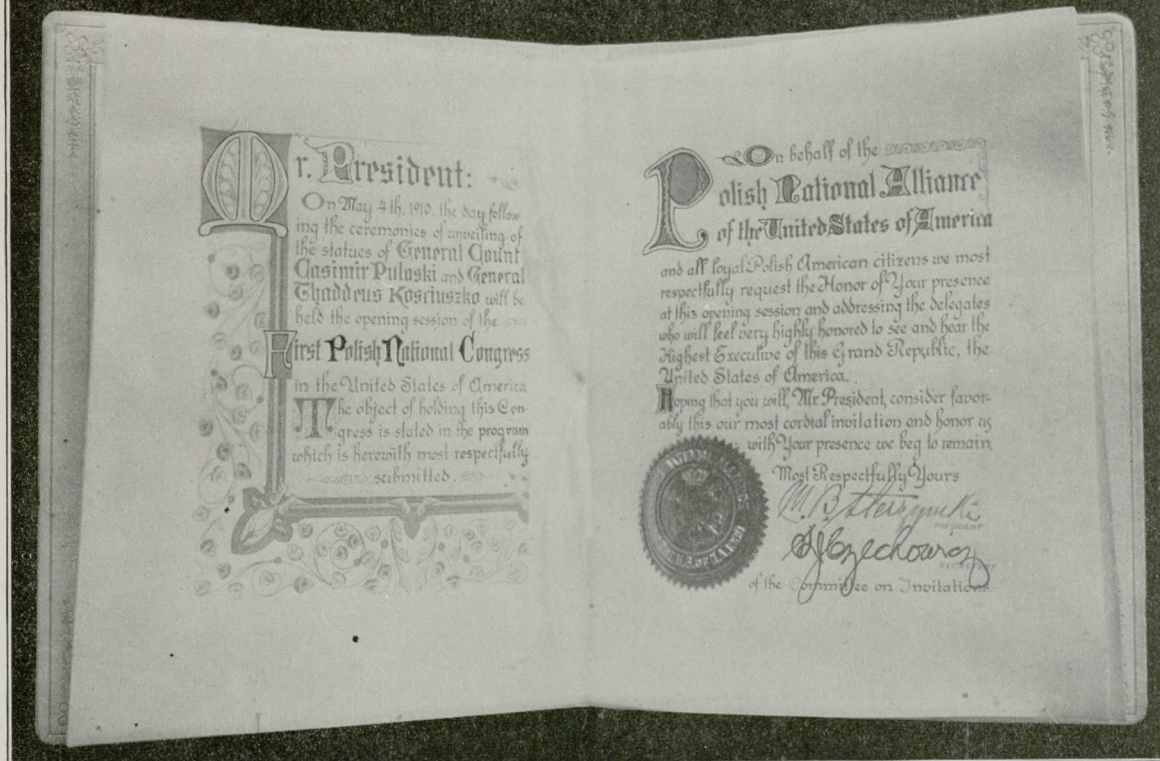 Mr. President:
On May 4th, 1910, the day follow-
ing the ceremonies of unveiling of
the statues of General Count
Casimir Pulaski and General
Thaddeus Kosciuszko will be
held the opening session of the
First Polish National Congress
in the United States of America
The object of holding this Con-
gress is stated in the program
which is herewith most respectfully
submitted.
On behalf of the
Polish National Alliance
of the United States of America
and all loyal Polish American citizens we most
respectfully request the Honor of Your presence
at this opening session and addressing the delegates
who will feel very highly honored to see and hear the
Highest Executive of this Grand Republic, the
United States of America.
Hoping that you will, Mr. President, consider favor-
ably this our most cordial invitation and honor us
with Your presence we beg to remain,
Most Respectfully Yours
M. B. Steczynski
PRESIDENT
Czechowicz
SECRETARY
of the Committee on Invitations.